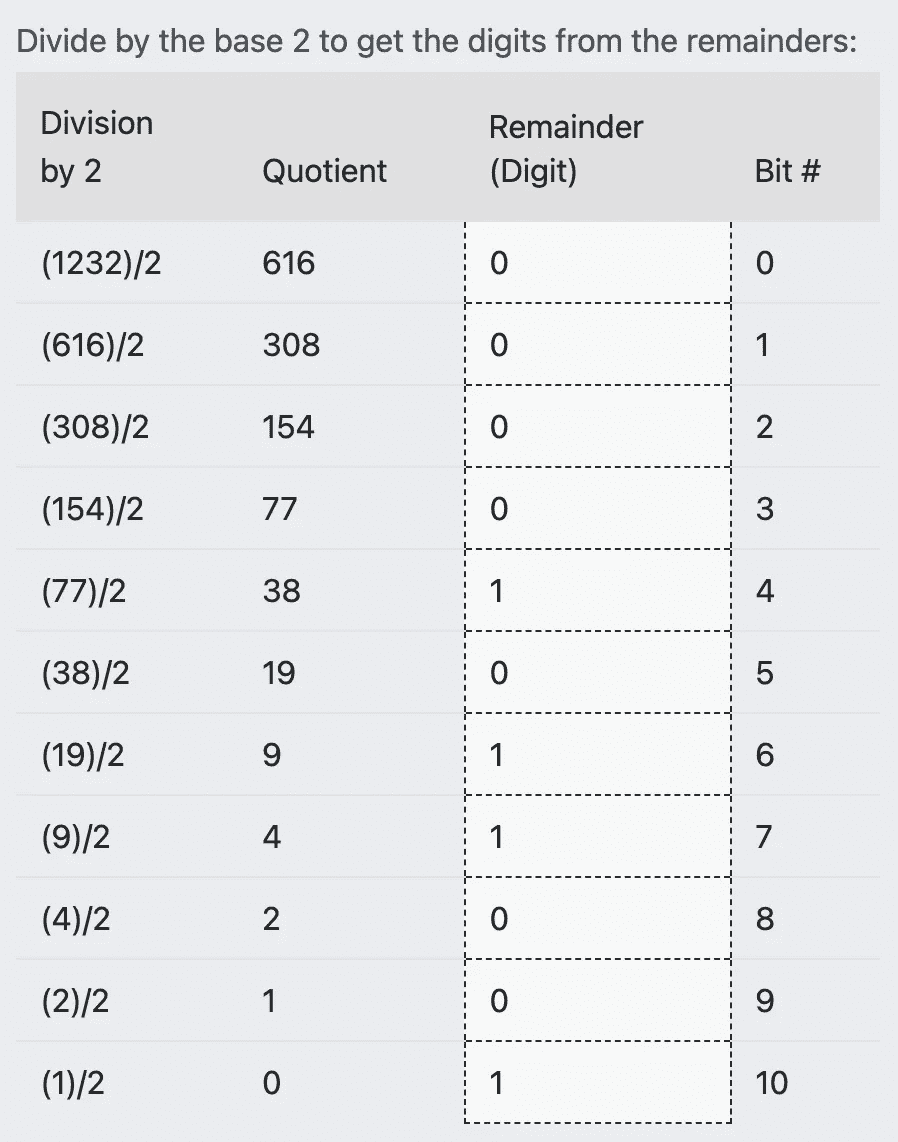 Divide by the base 2 to get the digits from the remainders:
Division by 2 Quotient Remainder (Digit) Bit #
(1232)/2 616 0 0
(616)/2 308 0 1
(308)/2 154 0 2
(154)/2 77 0 3
(77)/2 38 1 4
(38)/2 19 0 5
(19)/2 9 1 6
(9)/2 4 1 7
(4)/2 2 0 8
(2)/2 1 0 9
(1)/2 0 1 10